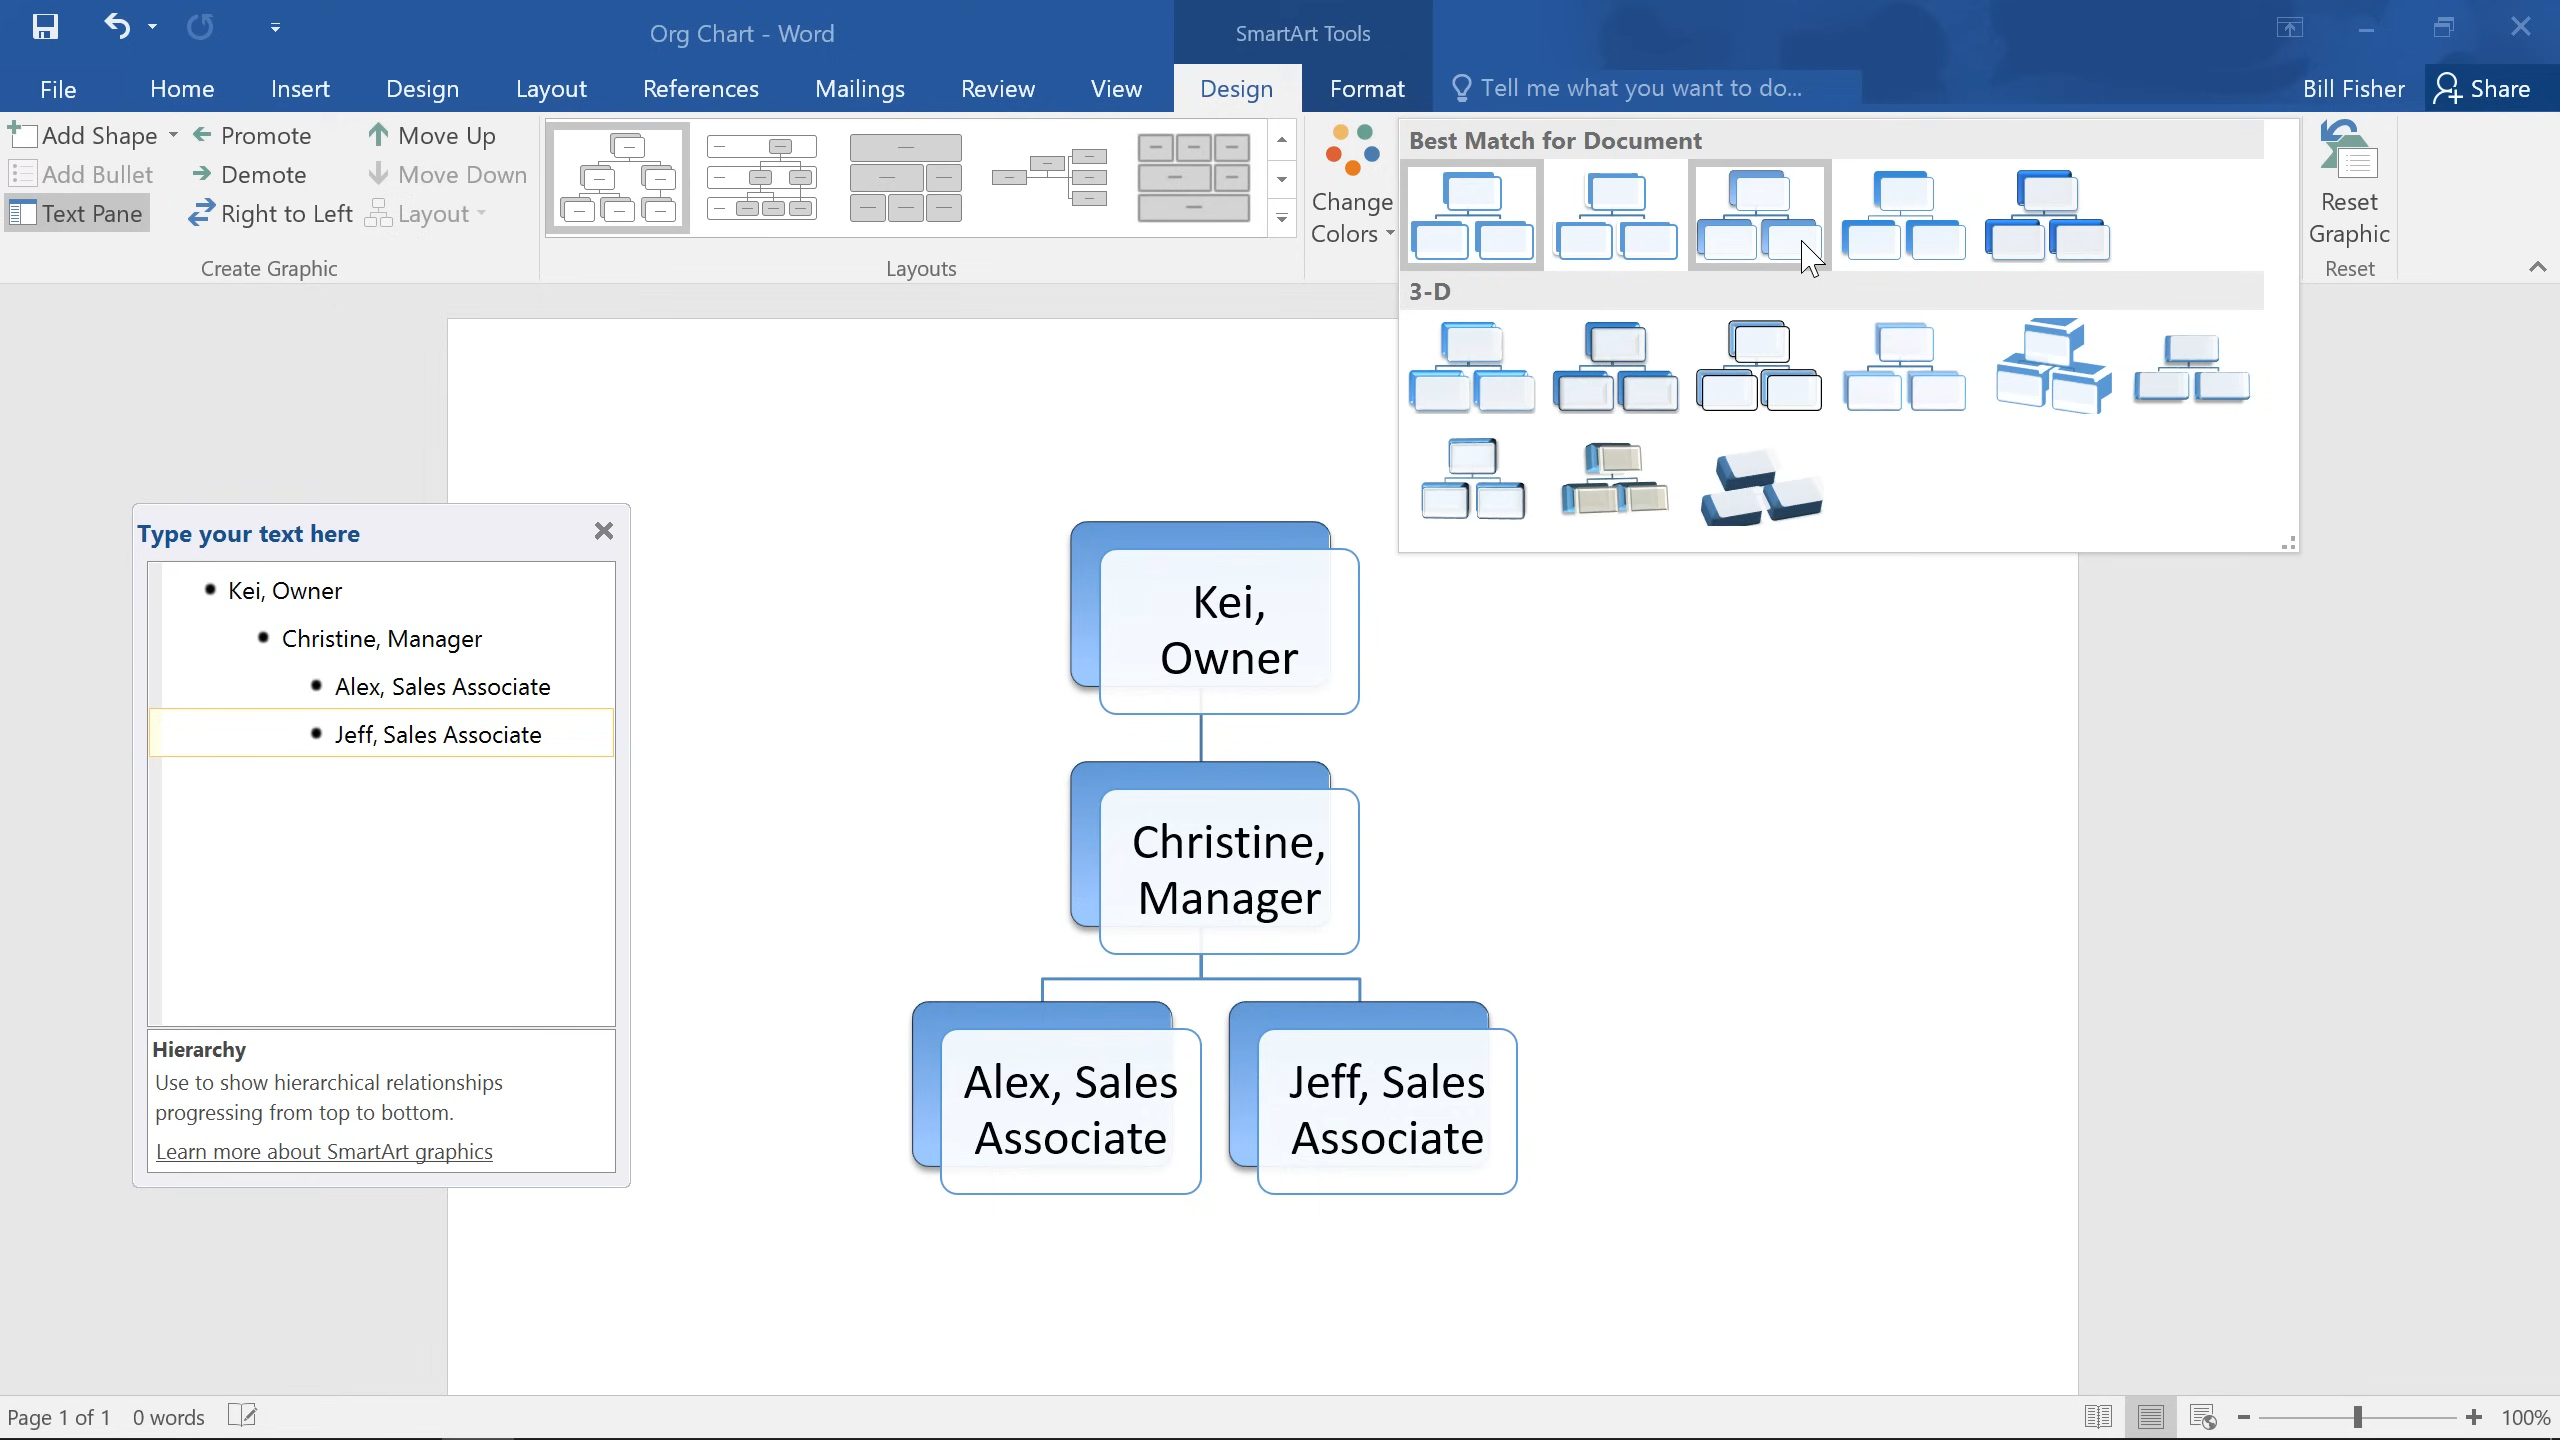 Org Chart - Word
SmartArt Tools
File Home Insert Design Layout References Mailings Review View Design Format Tell me what you want to do... Bill Fisher Share
Add Shape Promote Move Up
Add Bullet Demote Move Down
Text Pane Right to Left Layout
Create Graphic
Layouts
Change
Colors
Best Match for Document
3-D
Reset
Graphic
Reset
Type your text here
Kei, Owner
Christine, Manager
Alex, Sales Associate
Jeff, Sales Associate
Hierarchy
Use to show hierarchical relationships
progressing from top to bottom.
Learn more about SmartArt graphics
Kei,
Owner
Christine,
Manager
Alex, Sales
Associate
Jeff, Sales
Associate
Page 1 of 1 0 words
100%